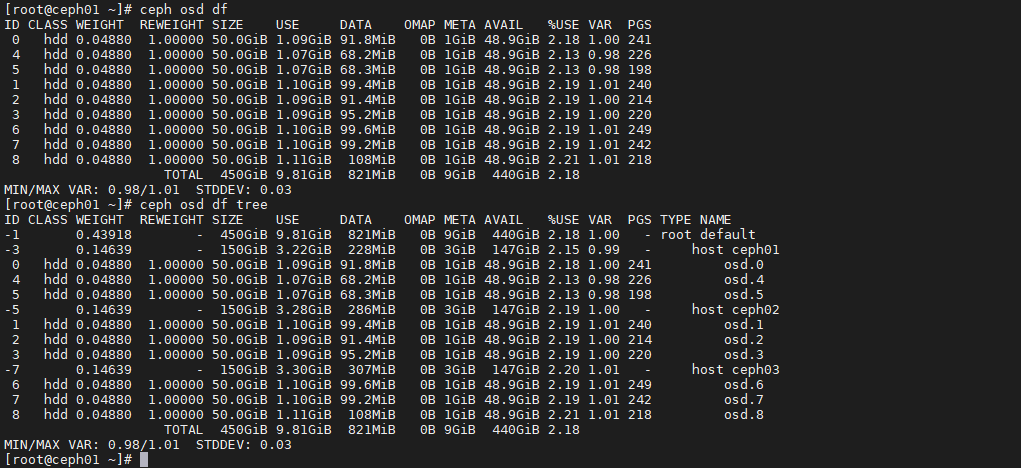 [root@ceph01 ~]# ceph osd df
ID CLASS WEIGHT  REWEIGHT SIZE    USE     DATA    OMAP META AVAIL   %USE VAR  PGS
 0   hdd 0.04880  1.00000 50.0GiB 1.09GiB 91.8MiB   0B 1GiB 48.9GiB 2.18 1.00 241
 4   hdd 0.04880  1.00000 50.0GiB 1.07GiB 68.2MiB   0B 1GiB 48.9GiB 2.13 0.98 226
 5   hdd 0.04880  1.00000 50.0GiB 1.07GiB 68.3MiB   0B 1GiB 48.9GiB 2.13 0.98 198
 1   hdd 0.04880  1.00000 50.0GiB 1.10GiB 99.4MiB   0B 1GiB 48.9GiB 2.19 1.01 240
 2   hdd 0.04880  1.00000 50.0GiB 1.09GiB 91.4MiB   0B 1GiB 48.9GiB 2.19 1.00 214
 3   hdd 0.04880  1.00000 50.0GiB 1.09GiB 95.2MiB   0B 1GiB 48.9GiB 2.19 1.00 220
 6   hdd 0.04880  1.00000 50.0GiB 1.10GiB 99.6MiB   0B 1GiB 48.9GiB 2.19 1.01 249
 7   hdd 0.04880  1.00000 50.0GiB 1.10GiB 99.2MiB   0B 1GiB 48.9GiB 2.19 1.01 242
 8   hdd 0.04880  1.00000 50.0GiB 1.11GiB  108MiB   0B 1GiB 48.9GiB 2.21 1.01 218
                    TOTAL  450GiB 9.81GiB  821MiB   0B 9GiB  440GiB 2.18
MIN/MAX VAR: 0.98/1.01  STDDEV: 0.03
[root@ceph01 ~]# ceph osd df tree
ID CLASS WEIGHT  REWEIGHT SIZE    USE     DATA    OMAP META AVAIL   %USE VAR  PGS TYPE NAME
-1       0.43918        -  450GiB 9.81GiB  821MiB   0B 9GiB  440GiB 2.18 1.00   - root default
-3       0.14639        -  150GiB 3.22GiB  228MiB   0B 3GiB  147GiB 2.15 0.99   -     host ceph01
 0   hdd 0.04880  1.00000 50.0GiB 1.09GiB 91.8MiB   0B 1GiB 48.9GiB 2.18 1.00 241         osd.0
 4   hdd 0.04880  1.00000 50.0GiB 1.07GiB 68.2MiB   0B 1GiB 48.9GiB 2.13 0.98 226         osd.4
 5   hdd 0.04880  1.00000 50.0GiB 1.07GiB 68.3MiB   0B 1GiB 48.9GiB 2.13 0.98 198         osd.5
-5       0.14639        -  150GiB 3.28GiB  286MiB   0B 3GiB  147GiB 2.19 1.00   -     host ceph02
 1   hdd 0.04880  1.00000 50.0GiB 1.10GiB 99.4MiB   0B 1GiB 48.9GiB 2.19 1.01 240         osd.1
 2   hdd 0.04880  1.00000 50.0GiB 1.09GiB 91.4MiB   0B 1GiB 48.9GiB 2.19 1.00 214         osd.2
 3   hdd 0.04880  1.00000 50.0GiB 1.09GiB 95.2MiB   0B 1GiB 48.9GiB 2.19 1.00 220         osd.3
-7       0.14639        -  150GiB 3.30GiB  307MiB   0B 3GiB  147GiB 2.20 1.01   -     host ceph03
 6   hdd 0.04880  1.00000 50.0GiB 1.10GiB 99.6MiB   0B 1GiB 48.9GiB 2.19 1.01 249         osd.6
 7   hdd 0.04880  1.00000 50.0GiB 1.10GiB 99.2MiB   0B 1GiB 48.9GiB 2.19 1.01 242         osd.7
 8   hdd 0.04880  1.00000 50.0GiB 1.11GiB  108MiB   0B 1GiB 48.9GiB 2.21 1.01 218         osd.8
                    TOTAL  450GiB 9.81GiB  821MiB   0B 9GiB  440GiB 2.18
MIN/MAX VAR: 0.98/1.01  STDDEV: 0.03
[root@ceph01 ~]#